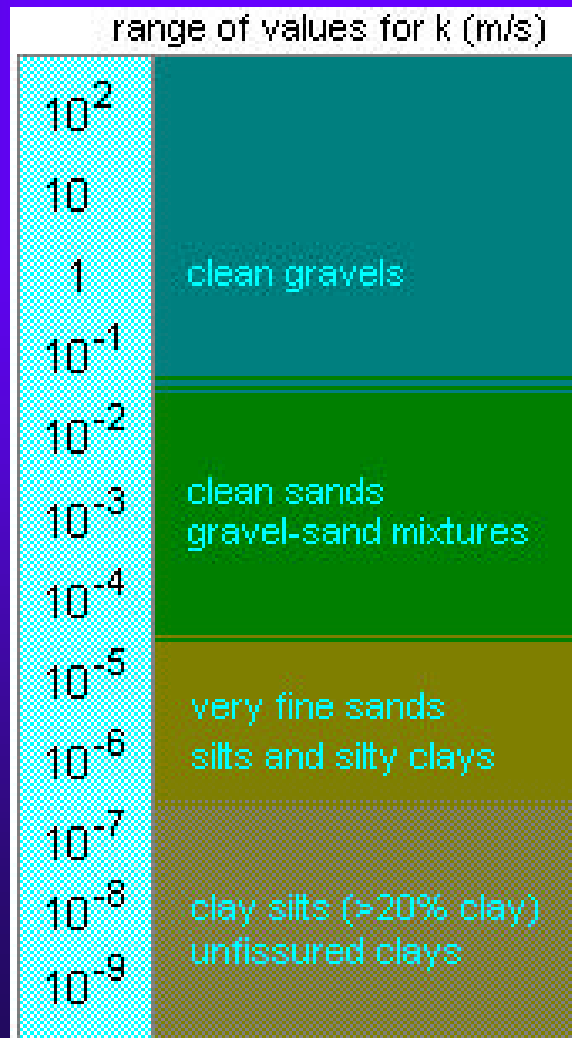 range of values for k (m/s)
10²
10
1
clean gravels
10⁻¹
10⁻²
clean sands
10⁻³
gravel-sand mixtures
10⁻⁴
10⁻⁵
very fine sands
10⁻⁶
silts and silty clays
10⁻⁷
10⁻⁸
clay silts (>20% clay)
unfissured clays
10⁻⁹